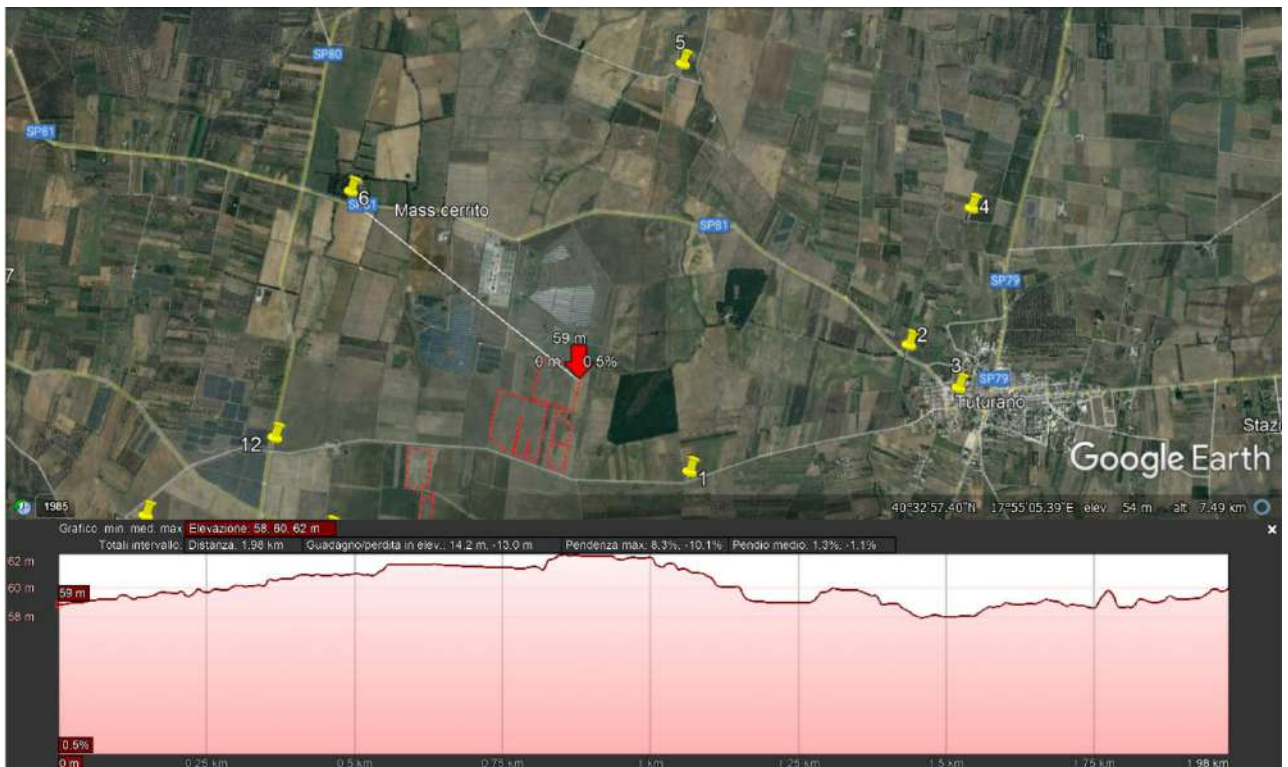 5
SP80
SP81
6
SP81
Mass.cerrito
4
SP81
7
SP79
59 m
0 m 0.5%
2
3
SP79
Tuturano
12
Stazi
1
Google Earth
1985
40°32'57.40"N 17°55'05.39"E elev 54 m alt 7.49 km
Grafico. min. med. max Elevazione: 58, 60, 62 m
Totali intervallo: Distanza: 1.98 km Guadagno/perdita in elev.: 14.2 m, -13.0 m Pendenza max: 8.3%, -10.1% Pendio medio: 1.3%, -1.1%
62 m
60 m
59 m
58 m
0.5%
0 m 0.25 km 0.5 km 0.75 km 1 km 1.25 km 1.5 km 1.75 km 1.98 km